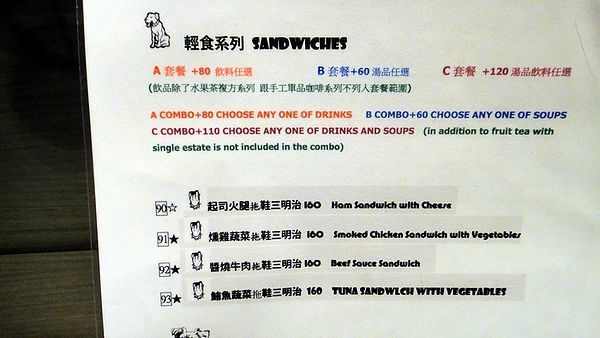 輕食系列 SANDWICHES
A 套餐 +80 飲料任選 B 套餐+60 湯品任選 C 套餐 +120 湯品飲料任選
(飲品除了水果茶複方系列 跟手工單品咖啡系列不列入套餐範圍)
A COMBO+80 CHOOSE ANY ONE OF DRINKS B COMBO+60 CHOOSE ANY ONE OF SOUPS
C COMBO+110 CHOOSE ANY ONE OF DRINKS AND SOUPS (in addition to fruit tea with
single estate is not included in the combo)
90☆ 起司火腿拖鞋三明治 160 Ham Sandwich with Cheese
91★ 燻雞蔬菜拖鞋三明治 160 Smoked Chicken Sandwich with Vegetables
92★ 醬燒牛肉拖鞋三明治 160 Beef Sauce Sandwich
93★ 鮪魚蔬菜拖鞋三明治 160 TUNA SANDWLCH WITH VEGETABLES